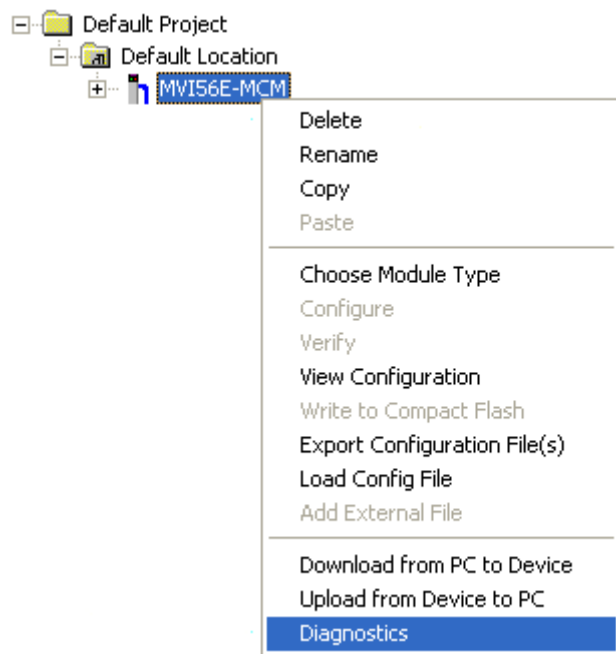 Default Project
Default Location
MVI56E-MCM
Delete
Rename
Copy
Paste
Choose Module Type
Configure
Verify
View Configuration
Write to Compact Flash
Export Configuration File(s)
Load Config File
Add External File
Download from PC to Device
Upload from Device to PC
Diagnostics